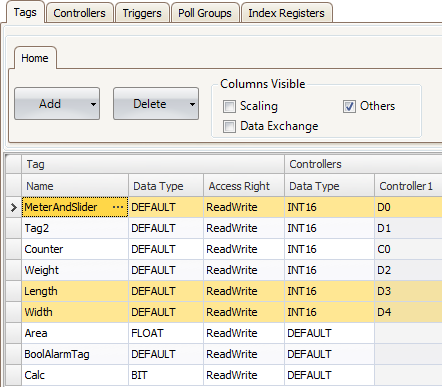 Tags Controllers Triggers Poll Groups Index Registers
Home
Columns Visible
Add Delete Scaling Others
Data Exchange
Tag Controllers
Name Data Type Access Right Data Type Controller1
MeterAndSlider ... DEFAULT ReadWrite INT16 D0
Tag2 DEFAULT ReadWrite INT16 D1
Counter DEFAULT ReadWrite INT16 C0
Weight DEFAULT ReadWrite INT16 D2
Length DEFAULT ReadWrite INT16 D3
Width DEFAULT ReadWrite INT16 D4
Area FLOAT ReadWrite DEFAULT
BoolAlarmTag DEFAULT ReadWrite DEFAULT
Calc BIT ReadWrite DEFAULT